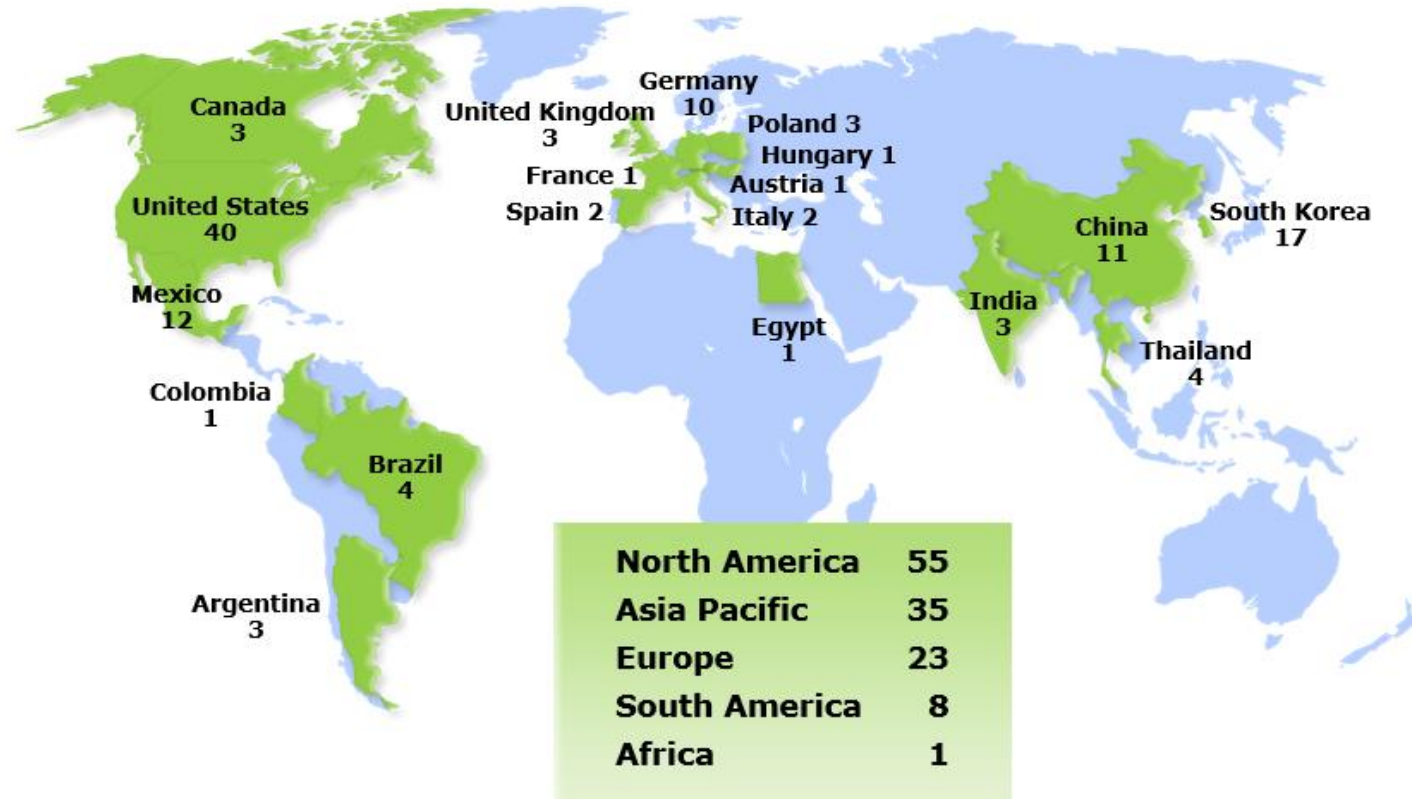 Canada
3
United States
40
Mexico
12
Colombia
1
Brazil
4
Argentina
3
Germany
10
United Kingdom
3
Poland 3
Hungary 1
France 1
Austria 1
Spain 2
Italy 2
Egypt
1
China
11
South Korea
17
India
3
Thailand
4
North America 55
Asia Pacific 35
Europe 23
South America 8
Africa 1